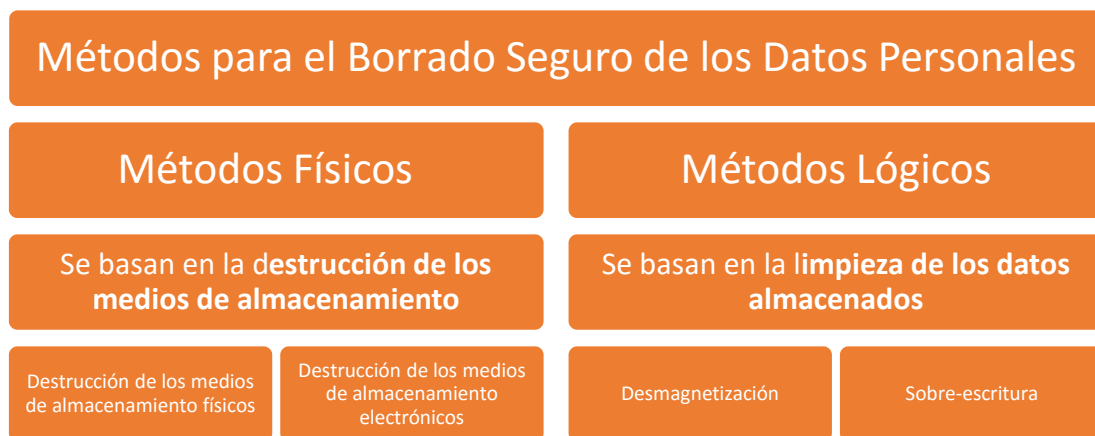 Métodos para el Borrado Seguro de los Datos Personales
Métodos Físicos
Métodos Lógicos
Se basan en la destrucción de los
medios de almacenamiento
Se basan en la limpieza de los datos
almacenados
Destrucción de los medios
de almacenamiento físicos
Destrucción de los medios
de almacenamiento
electrónicos
Desmagnetización
Sobre-escritura